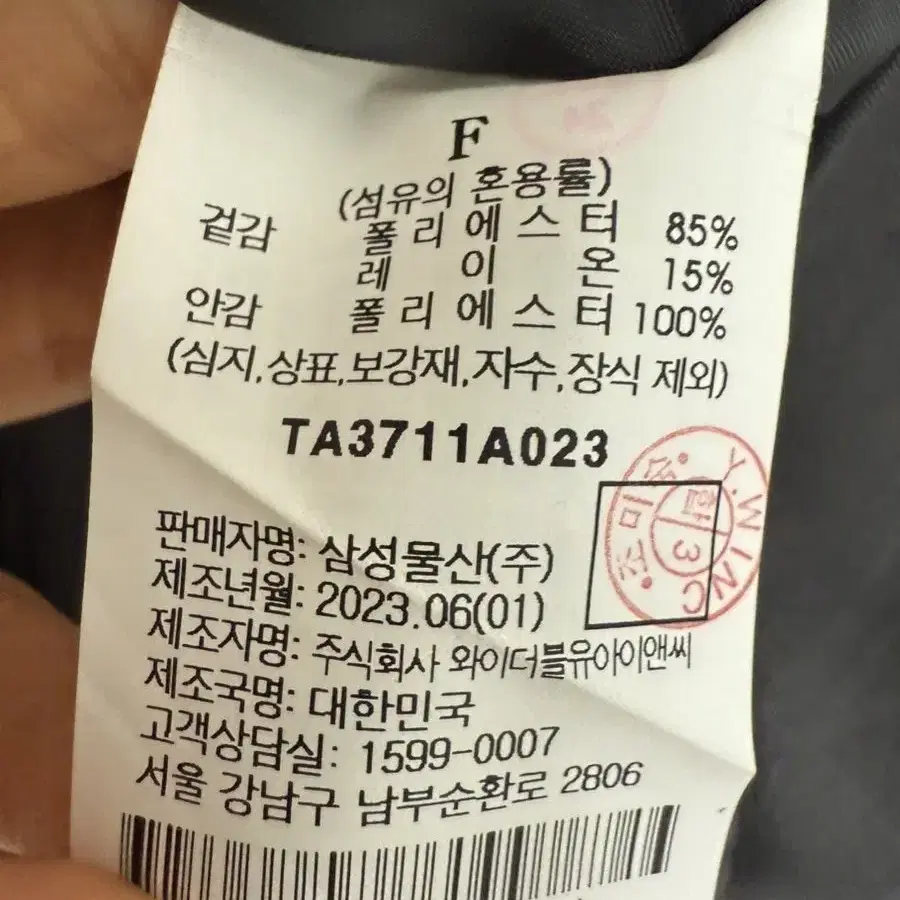 F
(섬유의 혼용률)
겉감 폴리에스터 85%
레이온 15%
안감 폴리에스터 100%
(심지,상표,보강재,자수,장식 제외)
TA3711A023
판매자명: 삼성물산(주)
제조년월: 2023.06(01)
제조자명: 주식회사 와이더블유아이앤씨
제조국명: 대한민국
고객상담실: 1599-0007
서울 강남구 남부순환로 2806
Y.W INC
합
3